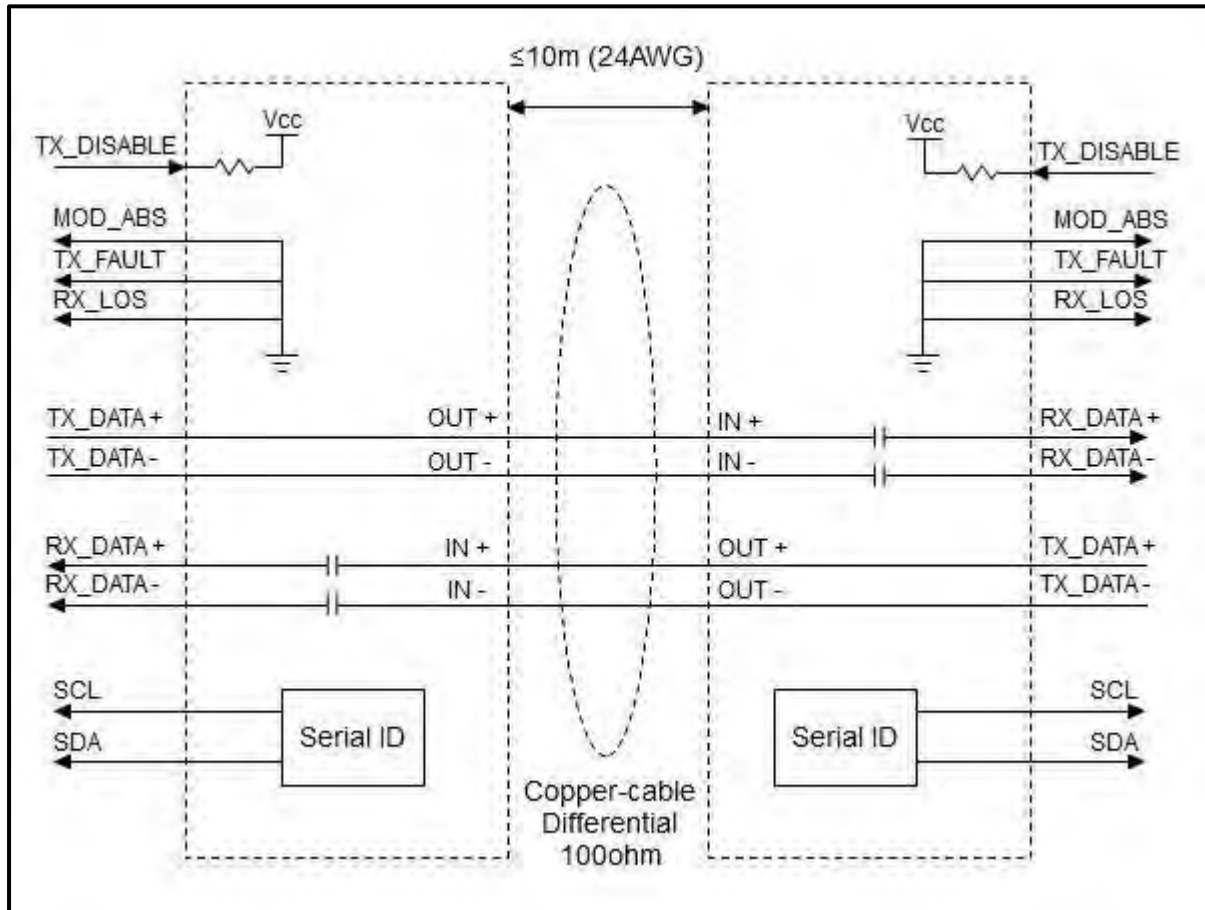 ≤10m (24AWG)
Vcc
Vcc
TX_DISABLE
TX_DISABLE
MOD_ABS
MOD_ABS
TX_FAULT
TX_FAULT
RX_LOS
RX_LOS
TX_DATA+
OUT +
IN +
RX_DATA+
TX_DATA-
OUT -
IN -
RX_DATA-
RX_DATA+
IN +
OUT +
TX_DATA+
RX_DATA-
IN -
OUT -
TX_DATA-
SCL
SCL
Serial ID
Serial ID
SDA
SDA
Copper-cable
Differential
100ohm